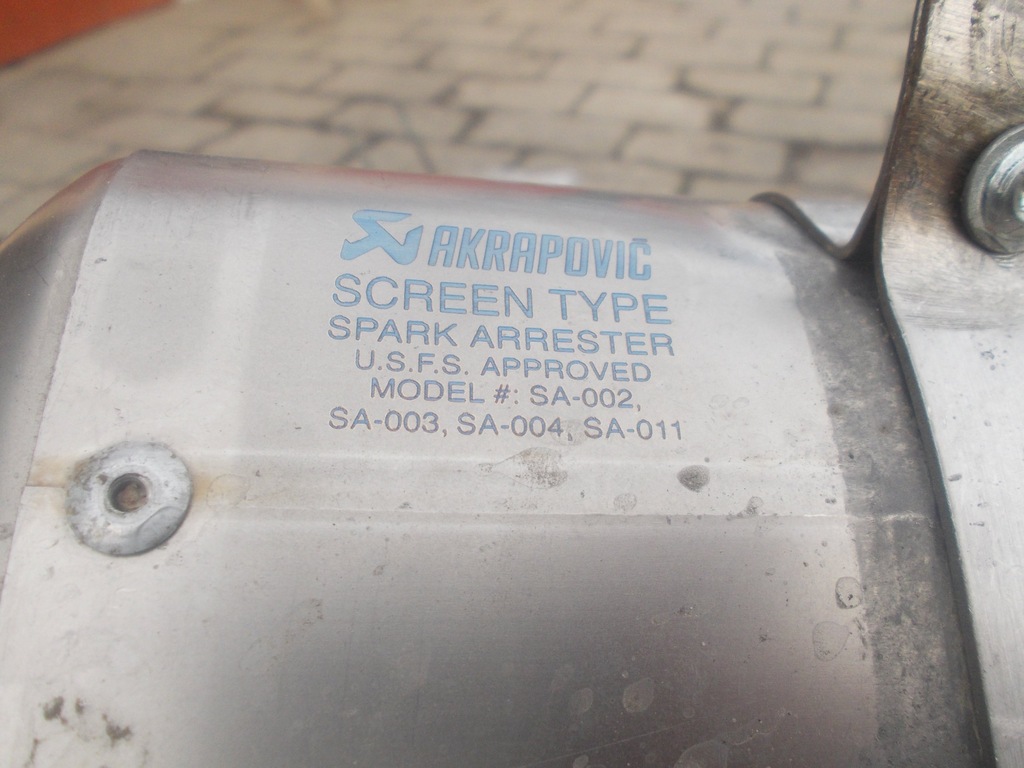 AKRAPOVIČ
SCREEN TYPE
SPARK ARRESTER
U.S.F.S. APPROVED
MODEL #: SA-002,
SA-003, SA-004, SA-011